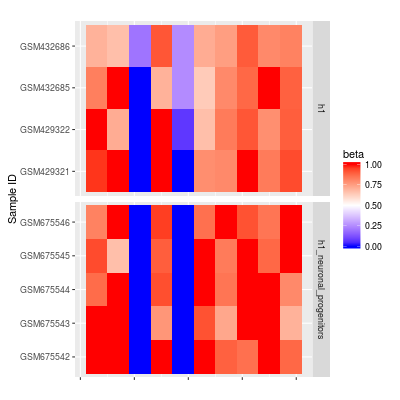 GSM432686
GSM432685
GSM429322
GSM429321
h1
GSM675546
GSM675545
GSM675544
GSM675543
GSM675542
h1_neuronal_progenitors
Sample ID
beta
1.00
0.75
0.50
0.25
0.00